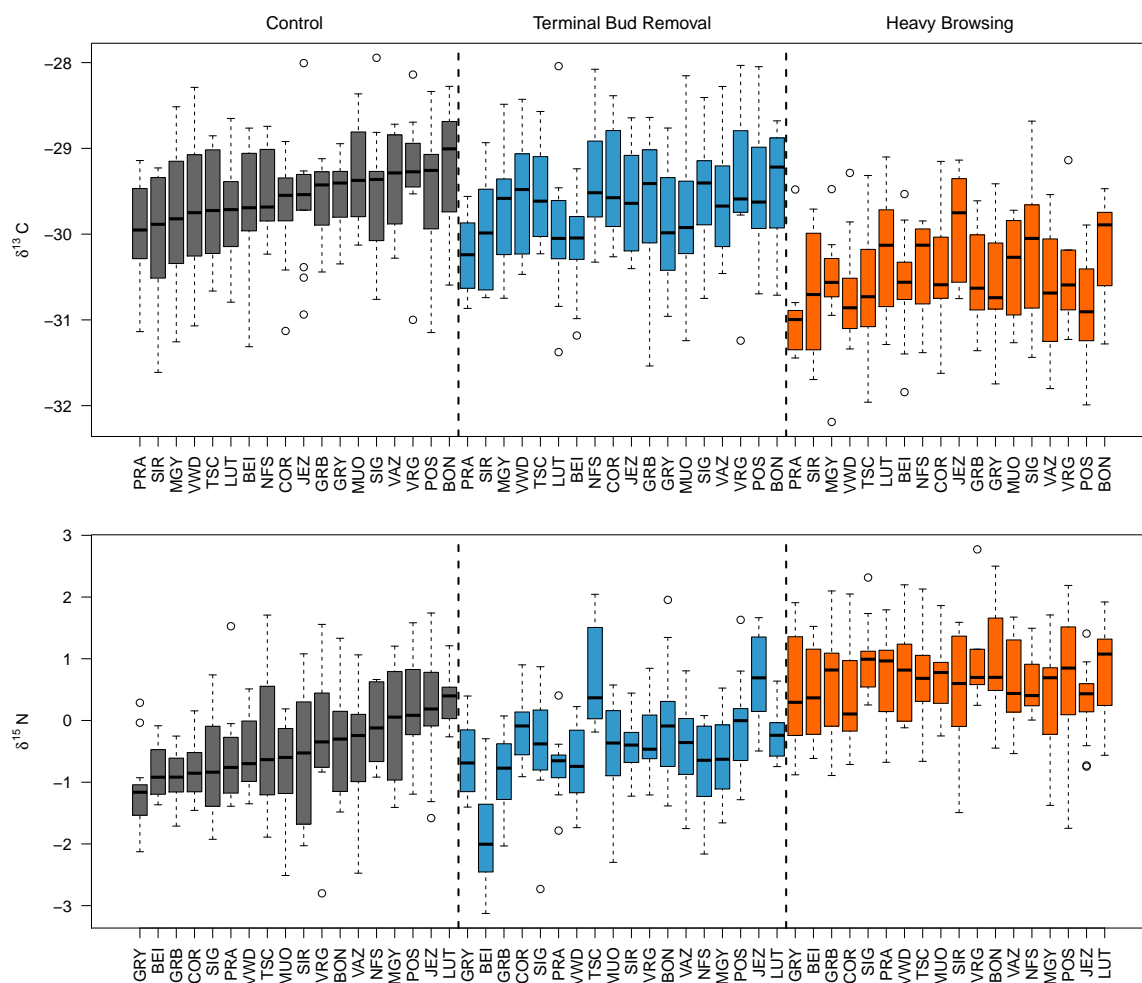 Control Terminal Bud Removal Heavy Browsing
−28
−29
−30
−31
−32
δ13 C
PRA SIR MGY VWD TSC LUT BEI NFS COR JEZ GRB GRY MUO SIG VAZ VRG POS BON PRA SIR MGY VWD TSC LUT BEI NFS COR JEZ GRB GRY MUO SIG VAZ VRG POS BON PRA SIR MGY VWD TSC LUT BEI NFS COR JEZ GRB GRY MUO SIG VAZ VRG POS BON
3
2
1
0
−1
−2
−3
δ15 N
GRY BEI GRB COR SIG PRA VWD TSC MUO SIR VRG BON VAZ NFS MGY POS JEZ LUT GRY BEI GRB COR SIG PRA VWD TSC MUO SIR VRG BON VAZ NFS MGY POS JEZ LUT GRY BEI GRB COR SIG PRA VWD TSC MUO SIR VRG BON VAZ NFS MGY POS JEZ LUT